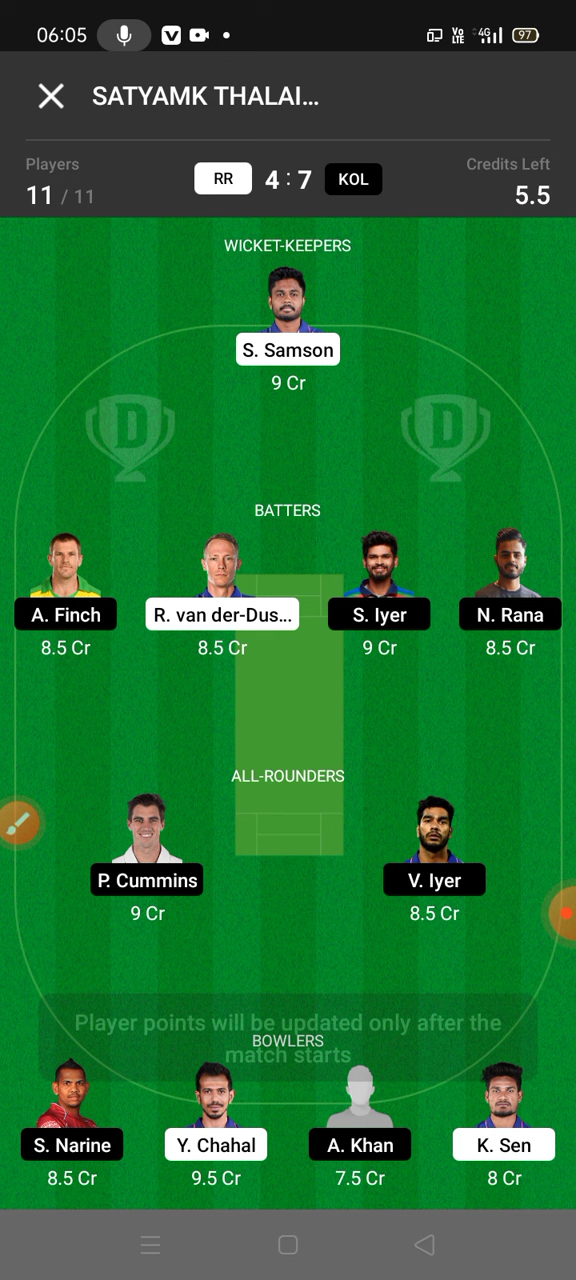 06:05
Vo LTE 4G 97
SATYAMK THALAI...
Players
Credits Left
11 / 11
RR 4 : 7 KOL
5.5
WICKET-KEEPERS
S. Samson
9 Cr
D D
BATTERS
A. Finch R. van der-Dus... S. Iyer N. Rana
8.5 Cr 8.5 Cr 9 Cr 8.5 Cr
ALL-ROUNDERS
P. Cummins V. Iyer
9 Cr 8.5 Cr
Player points will be updated only after the
BOWLERS
match starts
S. Narine Y. Chahal A. Khan K. Sen
8.5 Cr 9.5 Cr 7.5 Cr 8 Cr